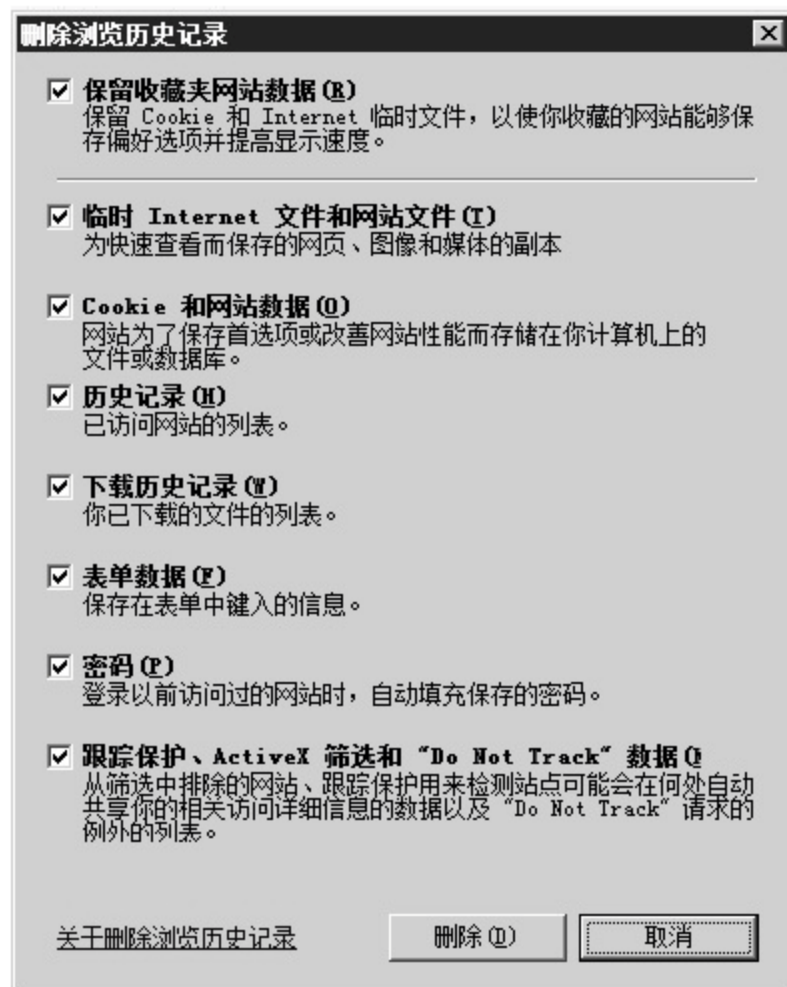 删除浏览历史记录
保留收藏夹网站数据(R)
保留 Cookie 和 Internet 临时文件，以使你收藏的网站能够保
存偏好选项并提高显示速度。
临时 Internet 文件和网站文件(T)
为快速查看而保存的网页、图像和媒体的副本
Cookie 和网站数据(O)
网站为了保存首选项或改善网站性能而存储在你计算机上的
文件或数据库。
历史记录(H)
已访问网站的列表。
下载历史记录(W)
你已下载的文件的列表。
表单数据(F)
保存在表单中键入的信息。
密码(P)
登录以前访问过的网站时，自动填充保存的密码。
跟踪保护、ActiveX 筛选和 “Do Not Track” 数据(
从筛选中排除的网站、跟踪保护用来检测站点可能会在何处自动
共享你的相关访问详细信息的数据以及 “Do Not Track” 请求的
例外的列表。
关于删除浏览历史记录
删除(D)
取消